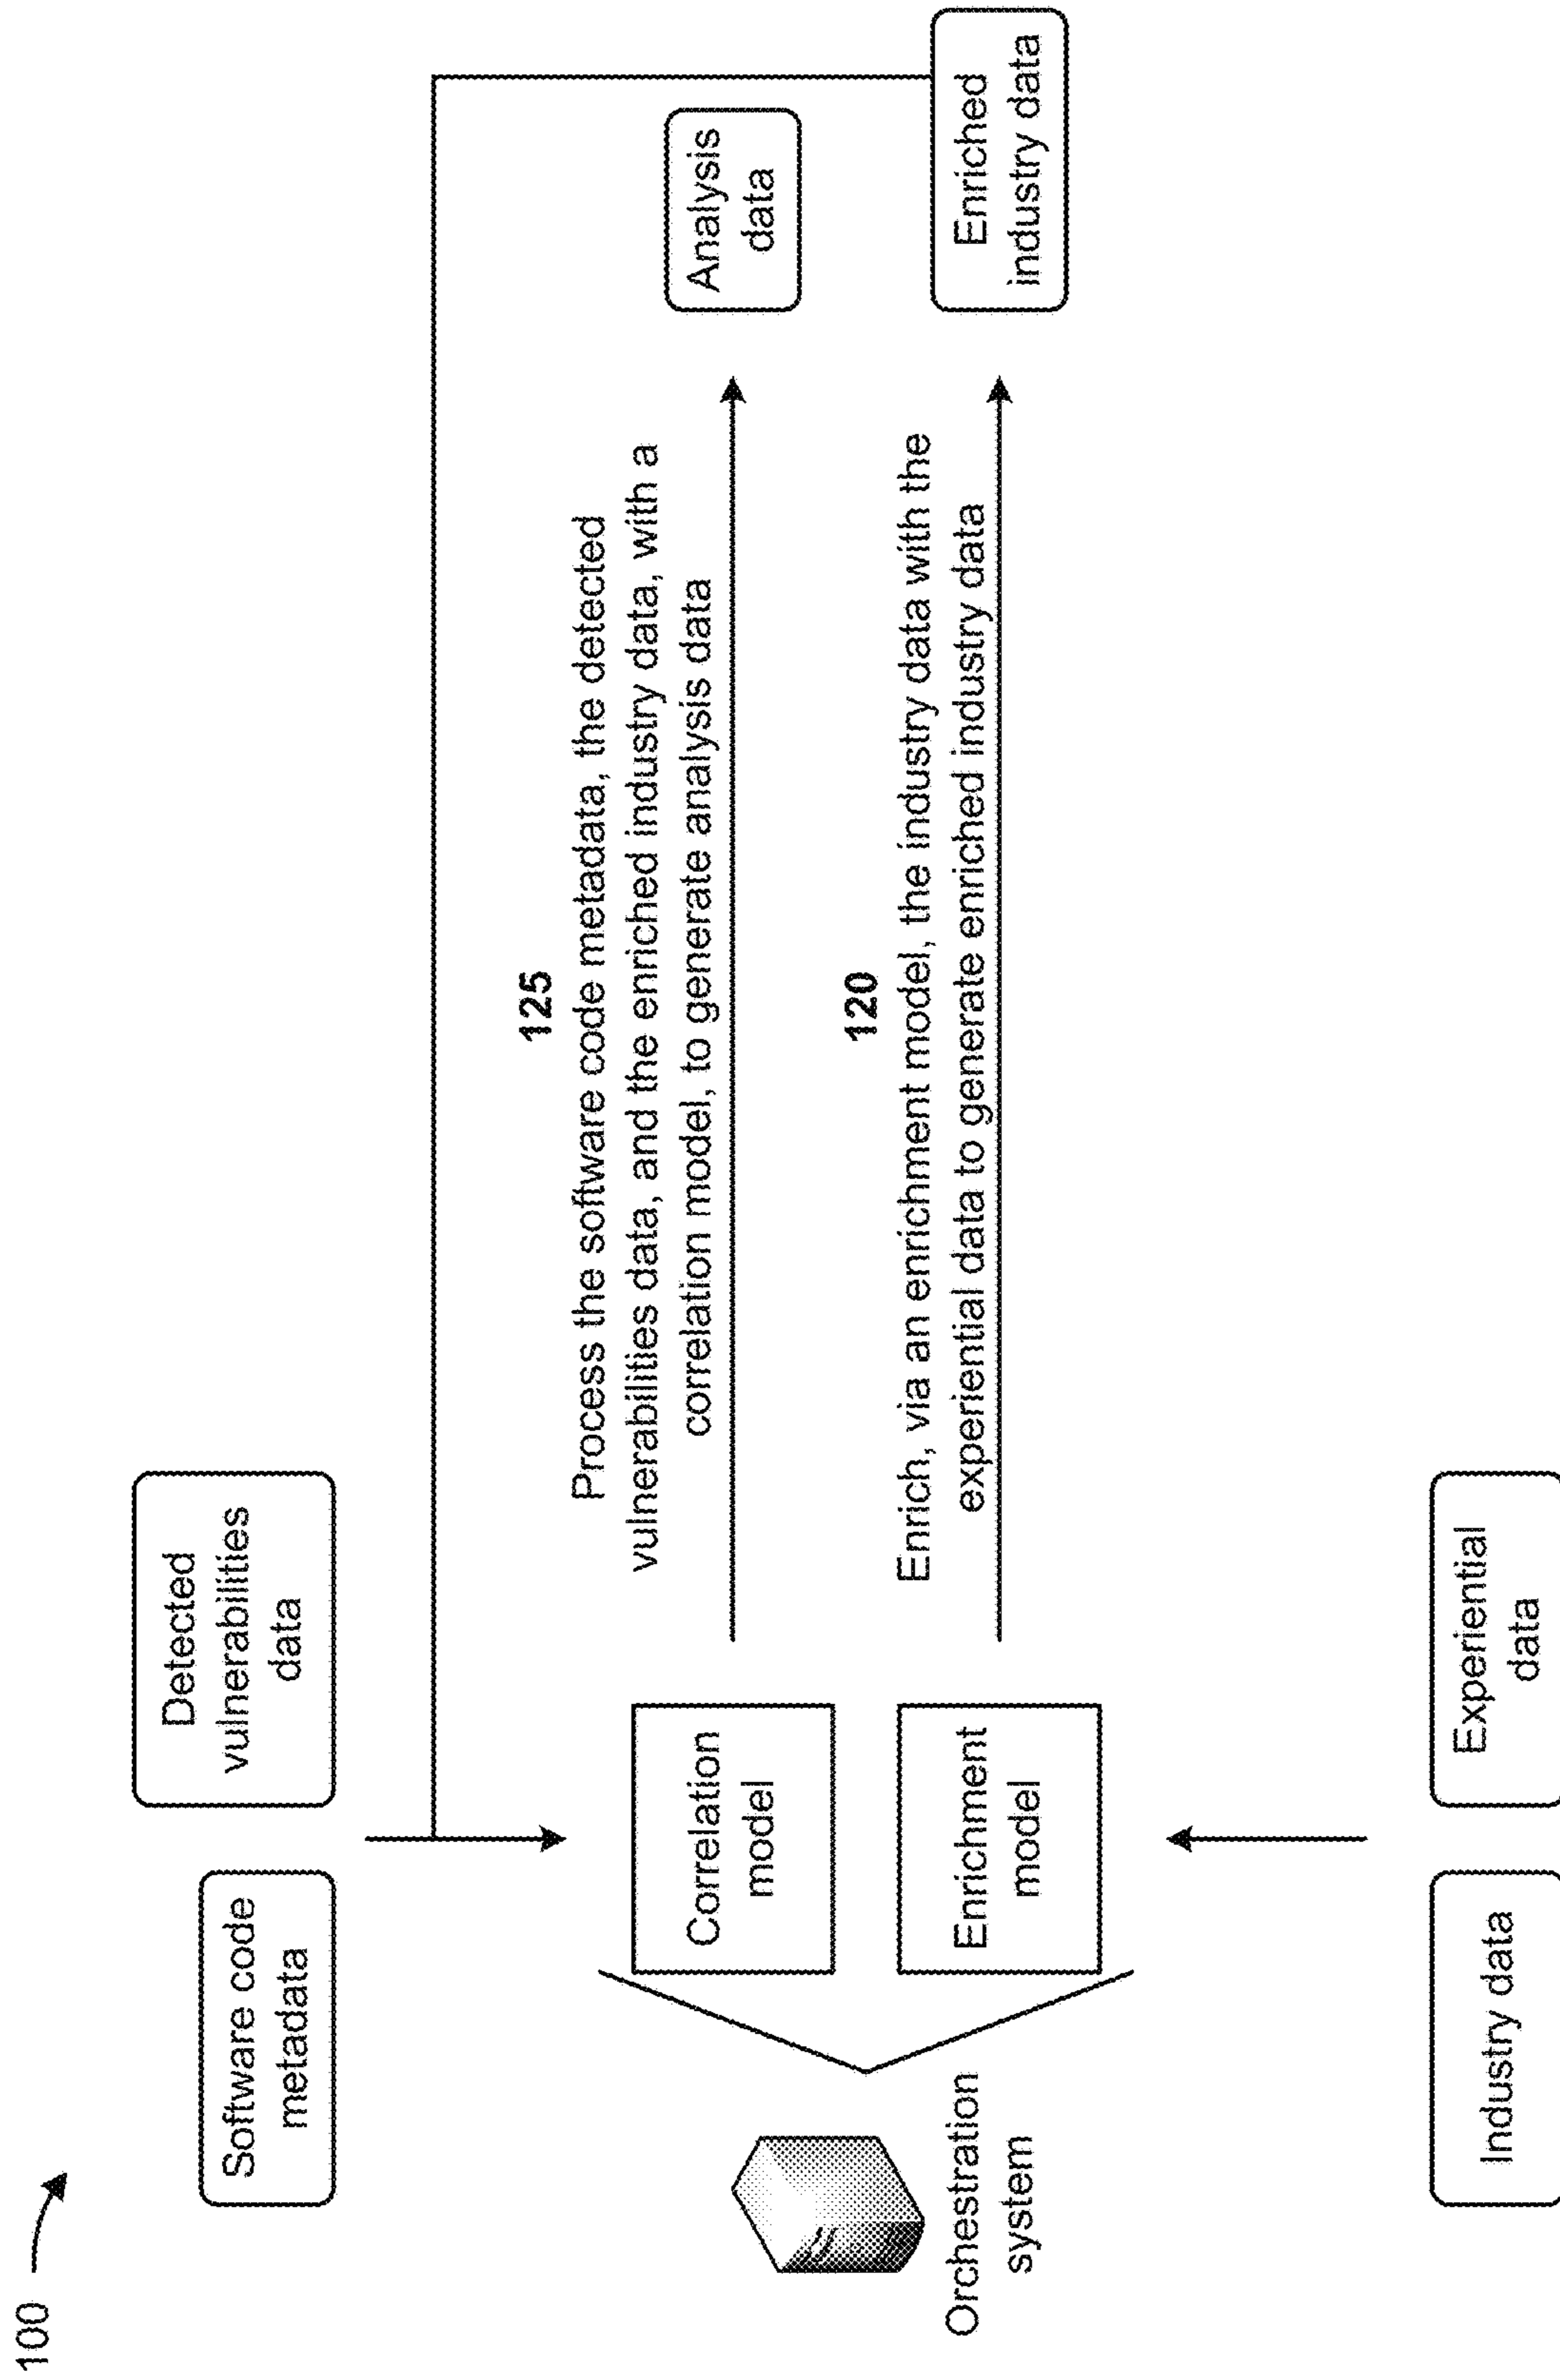 100
Software code
metadata
Detected
vulnerabilities
data
125
Process the software code metadata, the detected
vulnerabilities data, and the enriched industry data, with a
correlation model, to generate analysis data
Correlation
model
Analysis
data
Orchestration
system
120
Enrich, via an enrichment model, the industry data with the
experiential data to generate enriched industry data
Enrichment
model
Enriched
industry data
Industry data
Experiential
data